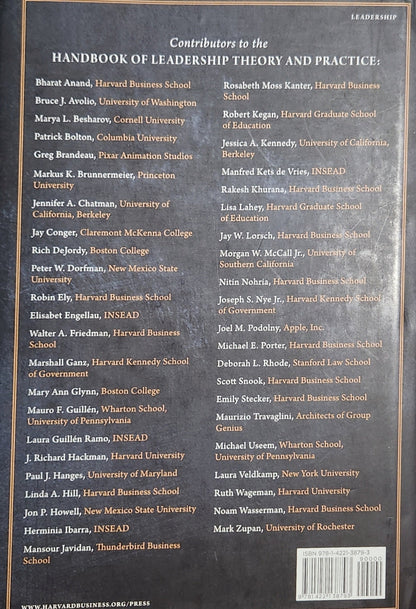 LEADERSHIP
Contributors to the
HANDBOOK OF LEADERSHIP THEORY AND PRACTICE:
Bharat Anand, Harvard Business School
Bruce J. Avolio, University of Washington
Marya L. Besharov, Cornell University
Patrick Bolton, Columbia University
Greg Brandeau, Pixar Animation Studios
Markus K. Brunnermeier, Princeton
University
Jennifer A. Chatman, University of
California, Berkeley
Jay Conger, Claremont McKenna College
Rich DeJordy, Boston College
Peter W. Dorfman, New Mexico State
University
Robin Ely, Harvard Business School
Elisabet Engellau, INSEAD
Walter A. Friedman, Harvard Business
School
Marshall Ganz, Harvard Kennedy School
of Government
Mary Ann Glynn, Boston College
Mauro F. Guillén, Wharton School,
University of Pennsylvania
Laura Guillén Ramo, INSEAD
J. Richard Hackman, Harvard University
Paul J. Hanges, University of Maryland
Linda A. Hill, Harvard Business School
Jon P. Howell, New Mexico State University
Herminia Ibarra, INSEAD
Mansour Javidan, Thunderbird Business
School
Rosabeth Moss Kanter, Harvard Business
School
Robert Kegan, Harvard Graduate School
of Education
Jessica A. Kennedy, University of California,
Berkeley
Manfred Kets de Vries, INSEAD
Rakesh Khurana, Harvard Business School
Lisa Lahey, Harvard Graduate School
of Education
Jay W. Lorsch, Harvard Business School
Morgan W. McCall Jr., University of
Southern California
Nitin Nohria, Harvard Business School
Joseph S. Nye Jr., Harvard Kennedy School
of Government
Joel M. Podolny, Apple, Inc.
Michael E. Porter, Harvard Business School
Deborah L. Rhode, Stanford Law School
Scott Snook, Harvard Business School
Emily Stecker, Harvard Business School
Maurizio Travaglini, Architects of Group
Genius
Michael Useem, Wharton School,
University of Pennsylvania
Laura Veldkamp, New York University
Ruth Wageman, Harvard University
Noam Wasserman, Harvard Business School
Mark Zupan, University of Rochester
ISBN 978-1-4221-3879-3
90000
9 781422 138793
WWW.HARVARDBUSINESS.ORG/PRESS